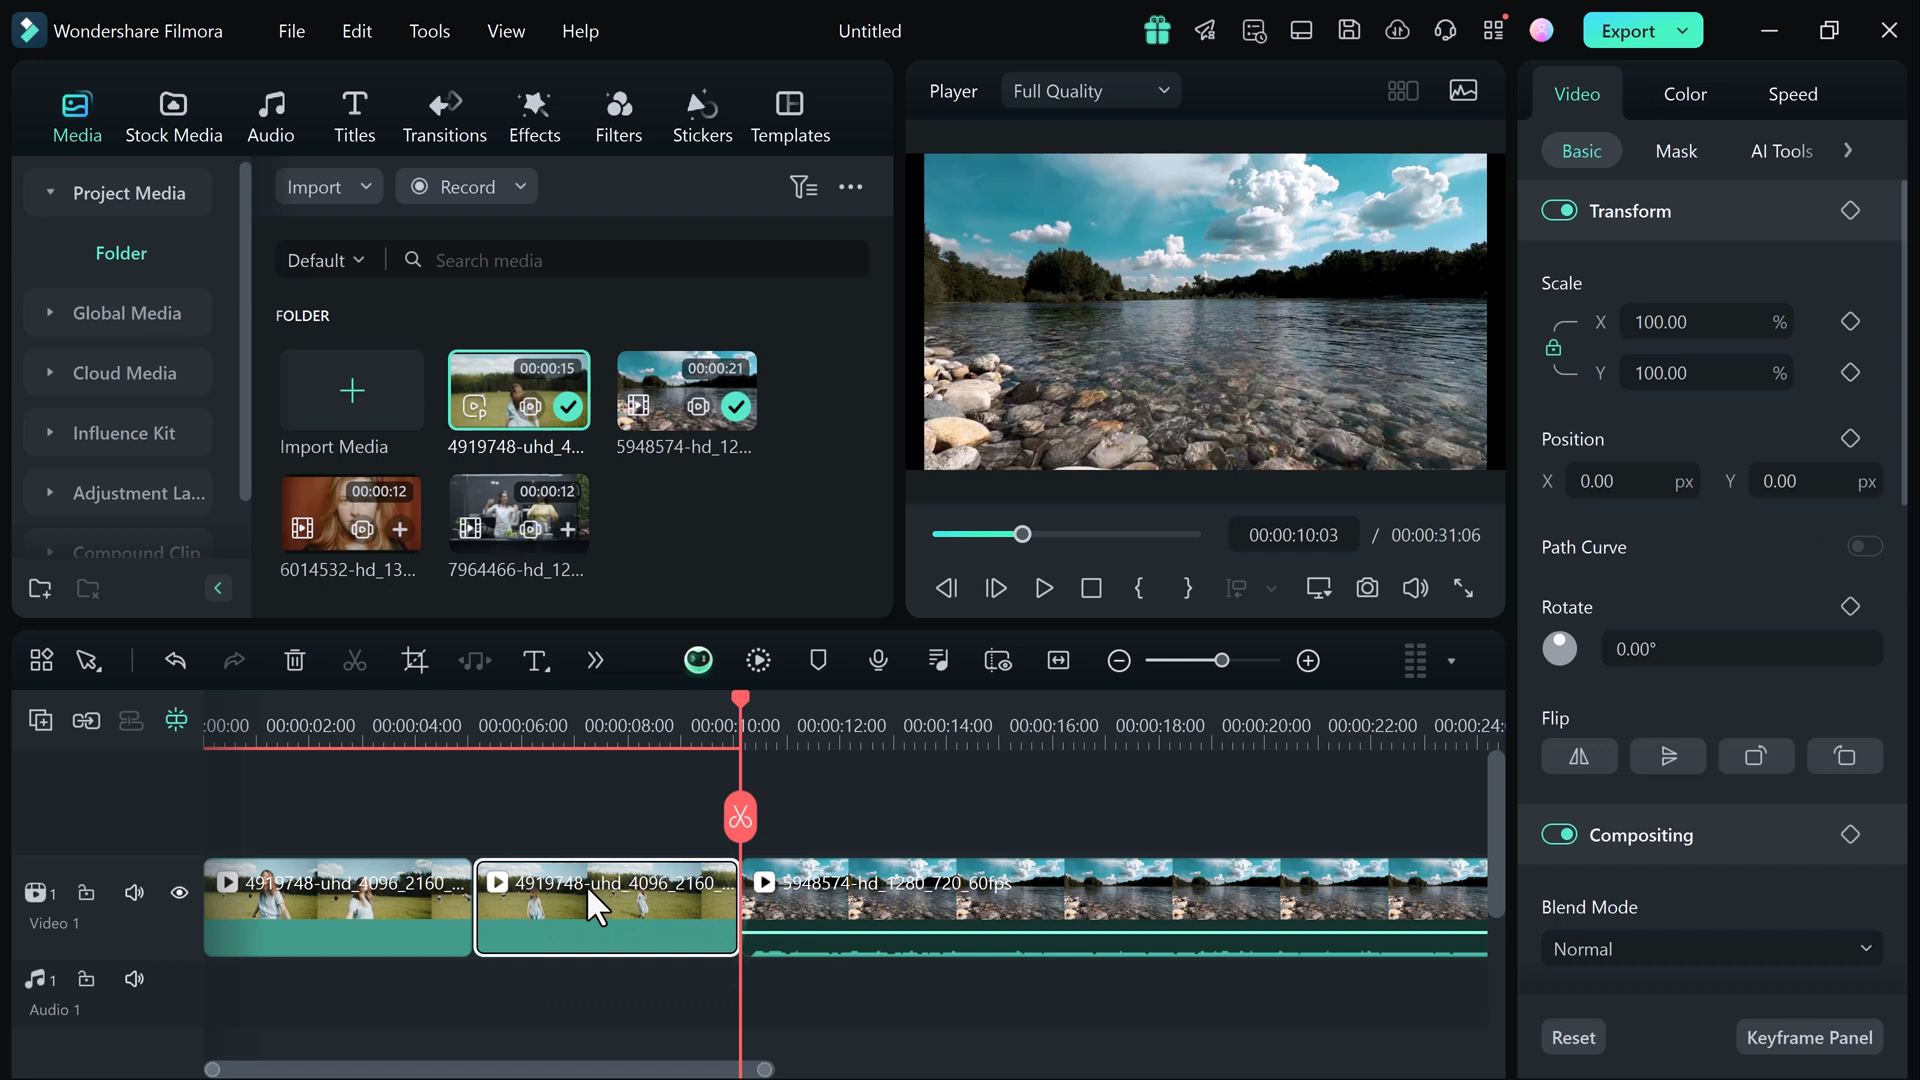 Wondershare Filmora
File
Edit
Tools
View
Help
Untitled
Export
Media
Stock Media
Audio
Titles
Transitions
Effects
Filters
Stickers
Templates
Project Media
Folder
Global Media
Cloud Media
Influence Kit
Adjustment La...
Compound Clip
Import
Record
Default
Search media
FOLDER
Import Media
00:00:15
4919748-uhd_4...
00:00:21
5948574-hd_12...
00:00:12
6014532-hd_13...
00:00:12
7964466-hd_12...
Player
Full Quality
00:00:10:03 / 00:00:31:06
Video
Color
Speed
Basic
Mask
AI Tools
Transform
Scale
X 100.00 %
Y 100.00 %
Position
X 0.00 px Y 0.00 px
Path Curve
Rotate
0.00°
Flip
Compositing
Blend Mode
Normal
Reset
Keyframe Panel
:00:00 00:00:02:00 00:00:04:00 00:00:06:00 00:00:08:00 00:00:10:00 00:00:12:00 00:00:14:00 00:00:16:00 00:00:18:00 00:00:20:00 00:00:22:00 00:00:24:
1
Video 1
4919748-uhd_4096_2160_...
4919748-uhd_4096_2160_...
5948574-hd_1280_720_60fps
1
Audio 1